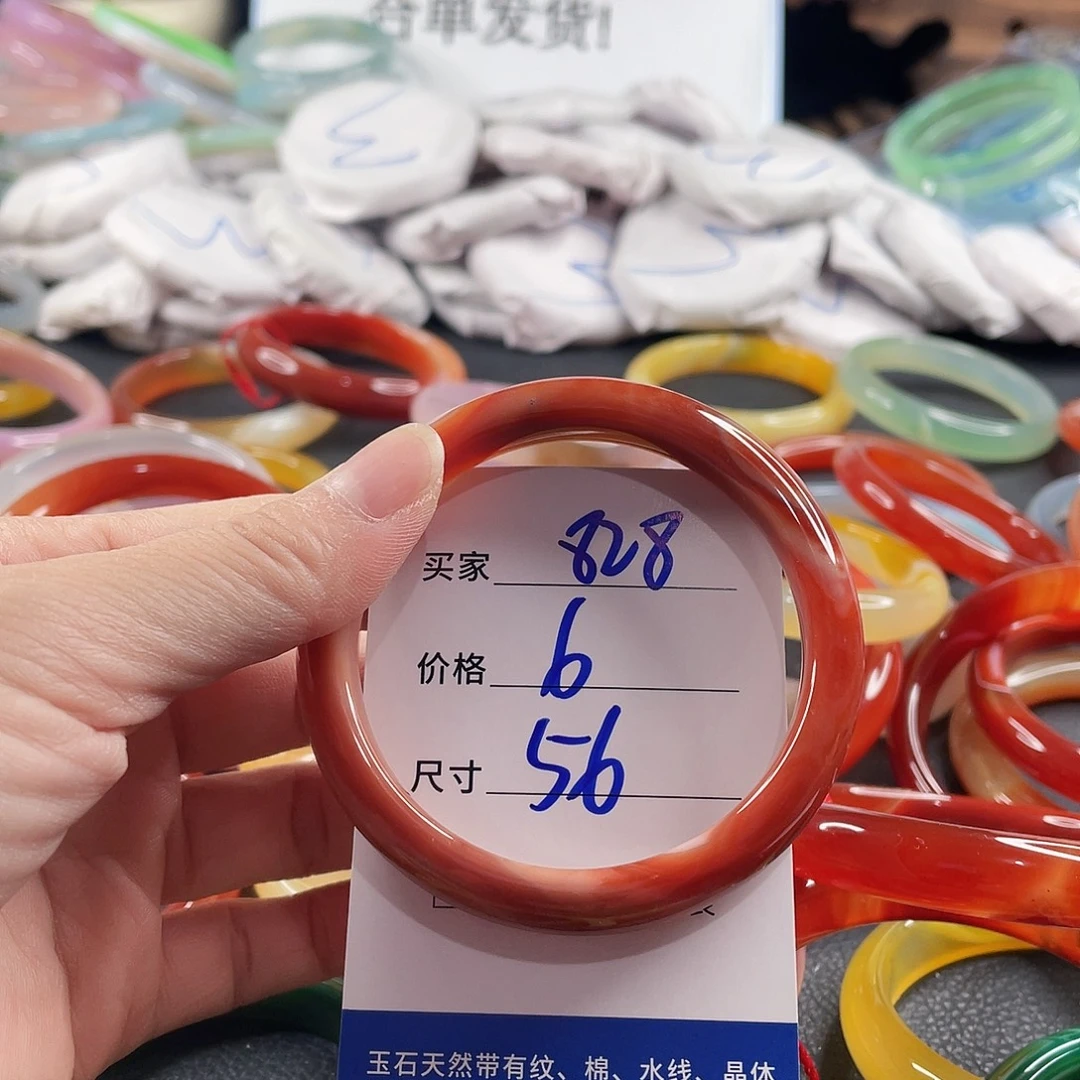 合单发货!
买家 828
价格 6
尺寸 56
玉石天然带有纹、棉、水线、晶体